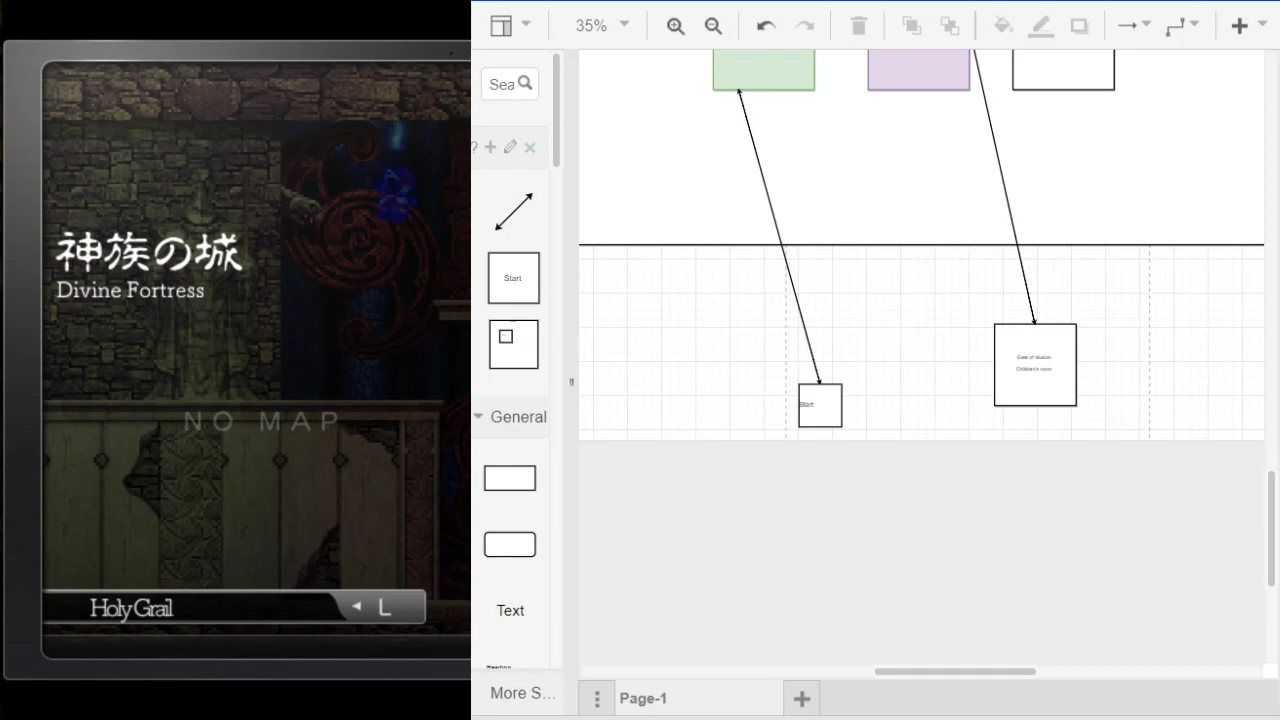 神族の城
Divine Fortress
NO MAP
Holy Grail
L
35%
Sea
?
Start
General
Text
More S...
Start
Gate of Illusion
Children's room
Page-1